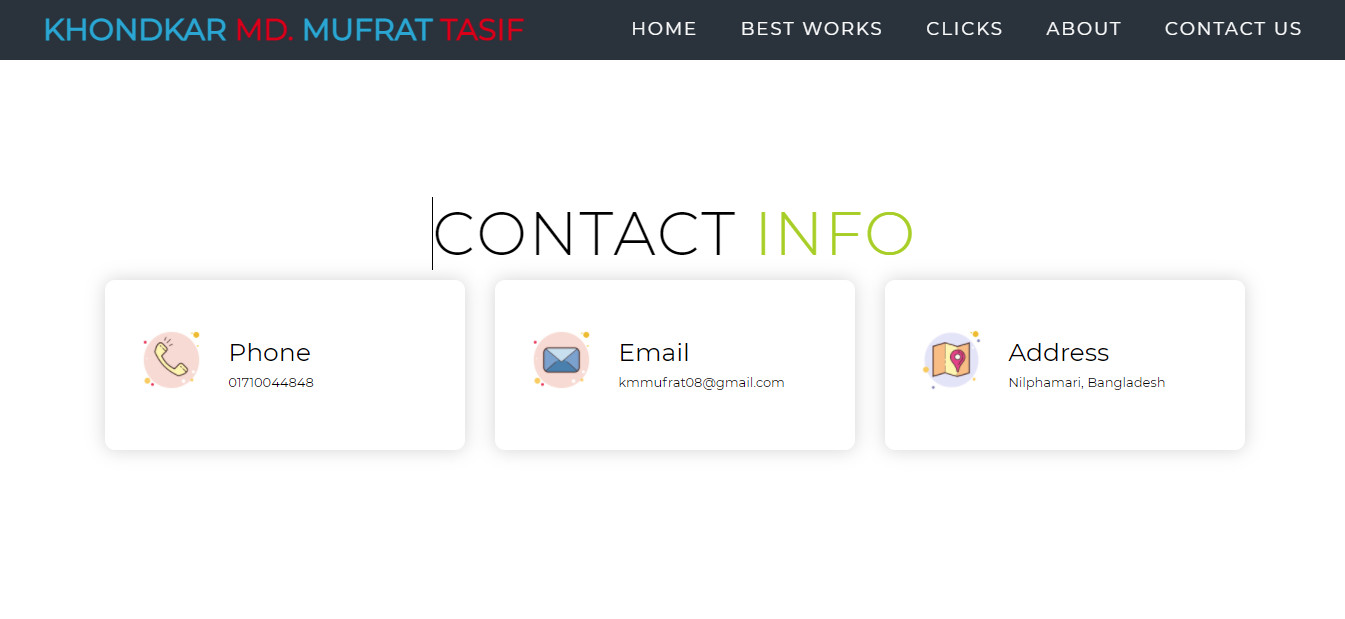 KHONDKAR MD. MUFRAT TASIF
HOME BEST WORKS CLICKS ABOUT CONTACT US
CONTACT INFO
Phone
01710044848
Email
kmmufrat08@gmail.com
Address
Nilphamari, Bangladesh